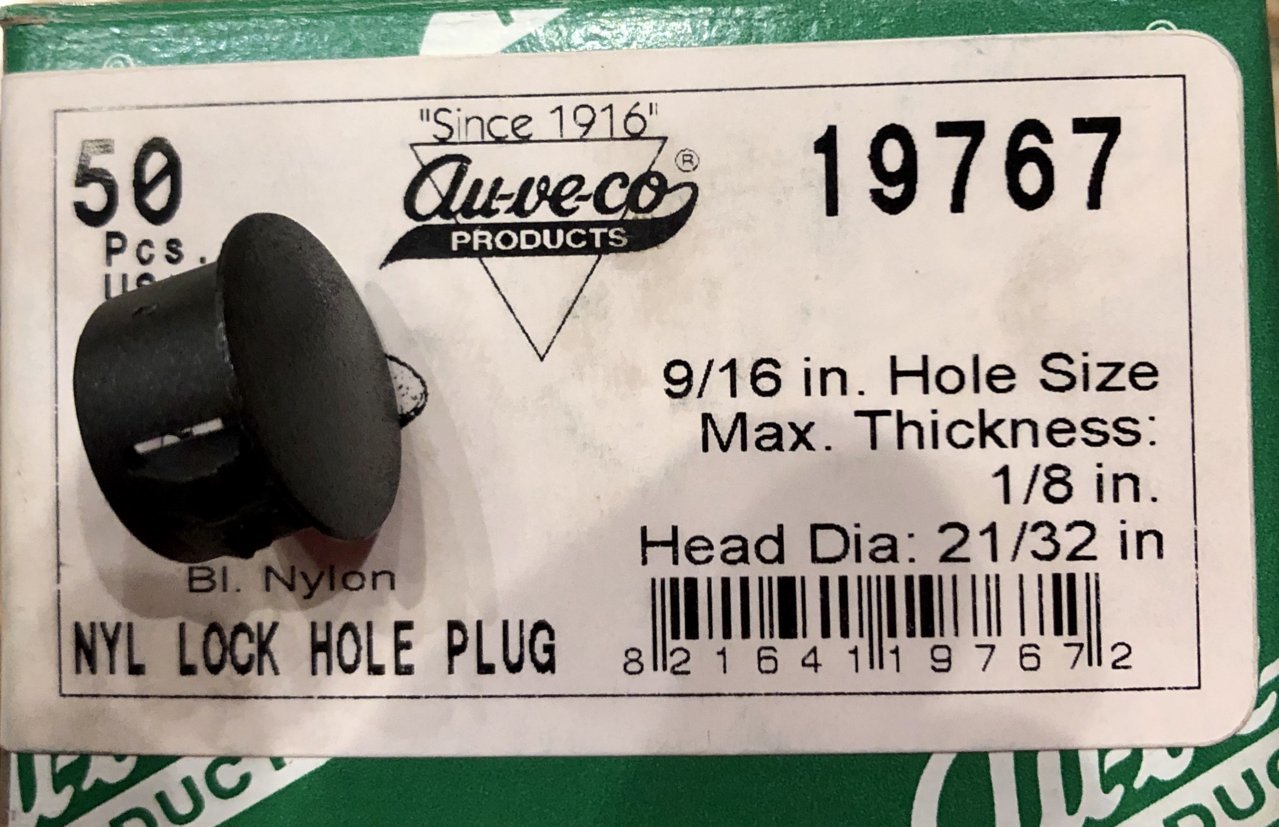 "Since 1916"
Au-ve-co®
PRODUCTS
19767
50
Pcs.
9/16 in. Hole Size
Max. Thickness:
1/8 in.
Head Dia: 21/32 in
Bl. Nylon
NYL LOCK HOLE PLUG
8 21641 19767 2